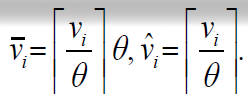 v̄ᵢ = ⌈vᵢ/θ⌉ θ, v̂ᵢ = ⌈vᵢ/θ⌉.